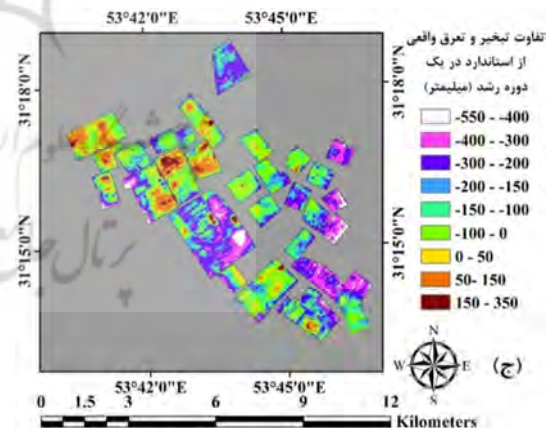 53°42'0"E 53°45'0"E
تفاوت تبخیر و تعرق واقعی
از استاندارد در یک
دوره رشد (میلیمتر)
31°18'0"N 31°18'0"N
31°15'0"N 31°15'0"N
-550 - -400
-400 - -300
-300 - -200
-200 - -150
-150 - -100
-100 - 0
0 - 50
50- 150
150 - 350
N
W E
S
(ج)
53°42'0"E 53°45'0"E
0 1.5 3 6 9 12
Kilometers